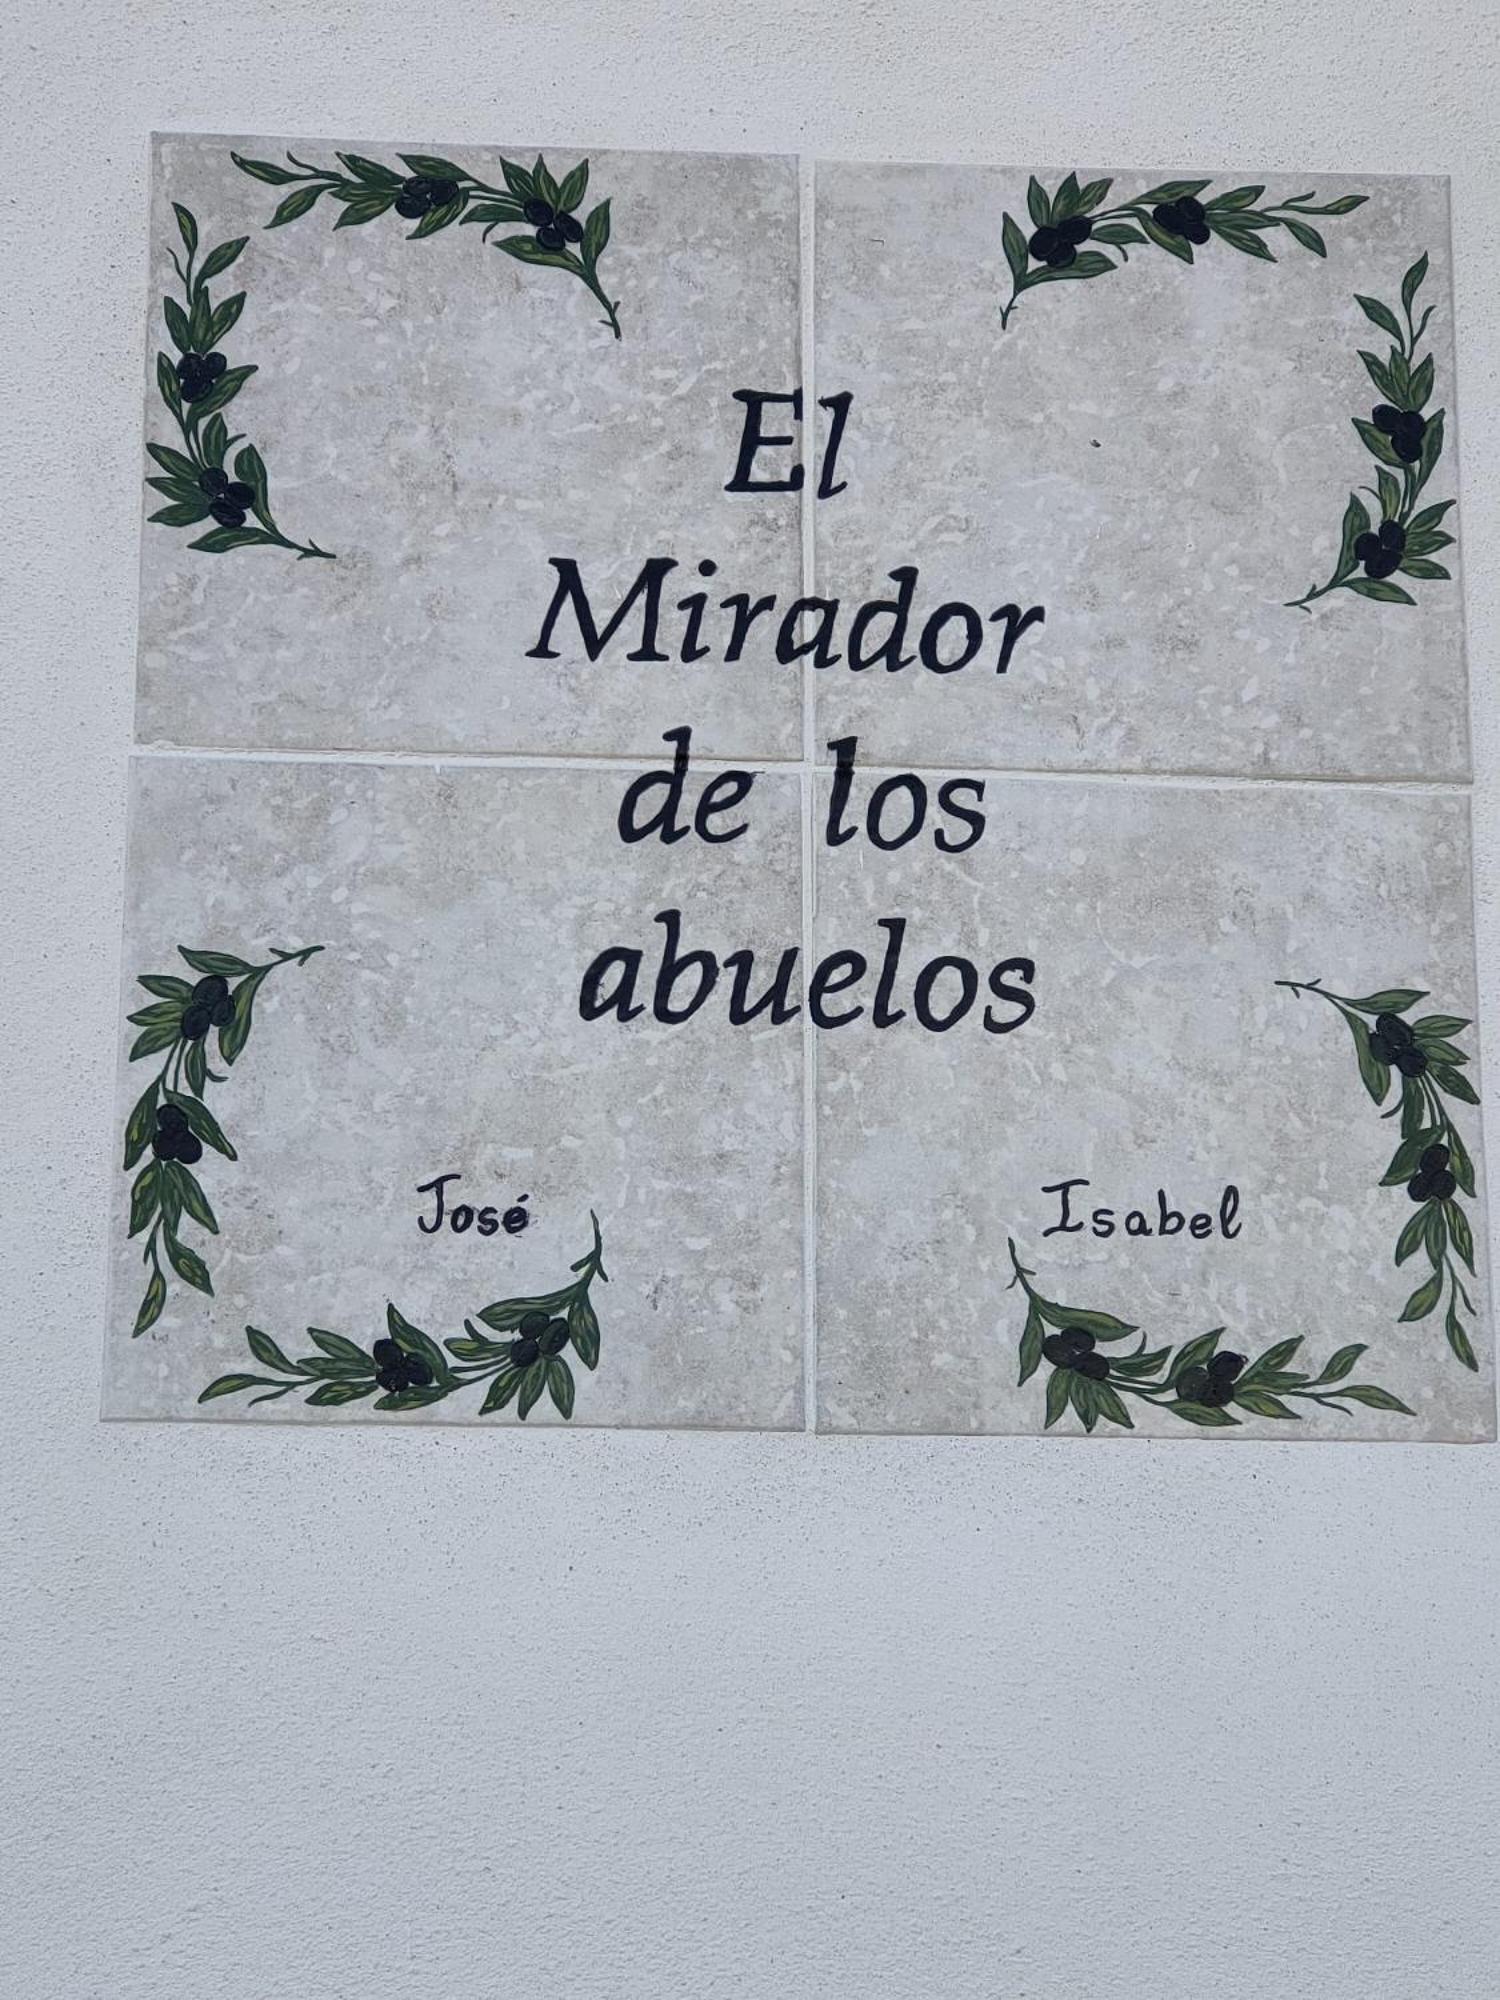 El
Mirador
de los
abuelos
José Isabel